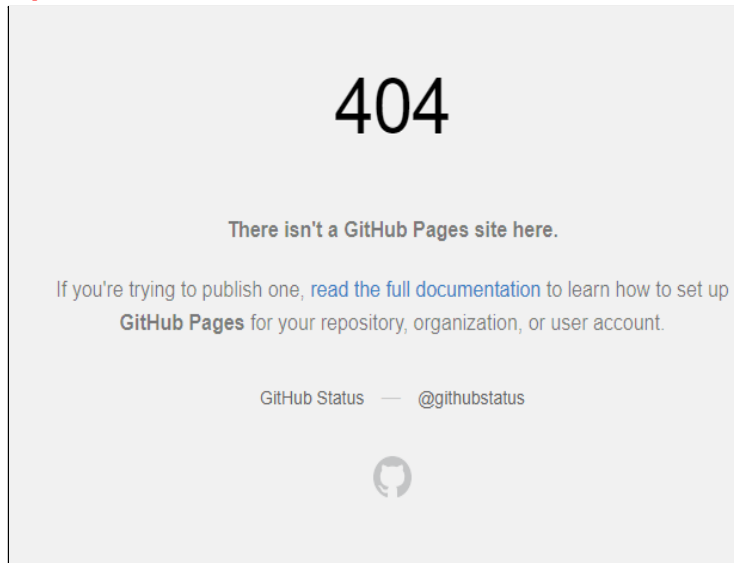 404
There isn't a GitHub Pages site here.
If you're trying to publish one, read the full documentation to learn how to set up
GitHub Pages for your repository, organization, or user account.
GitHub Status — @githubstatus